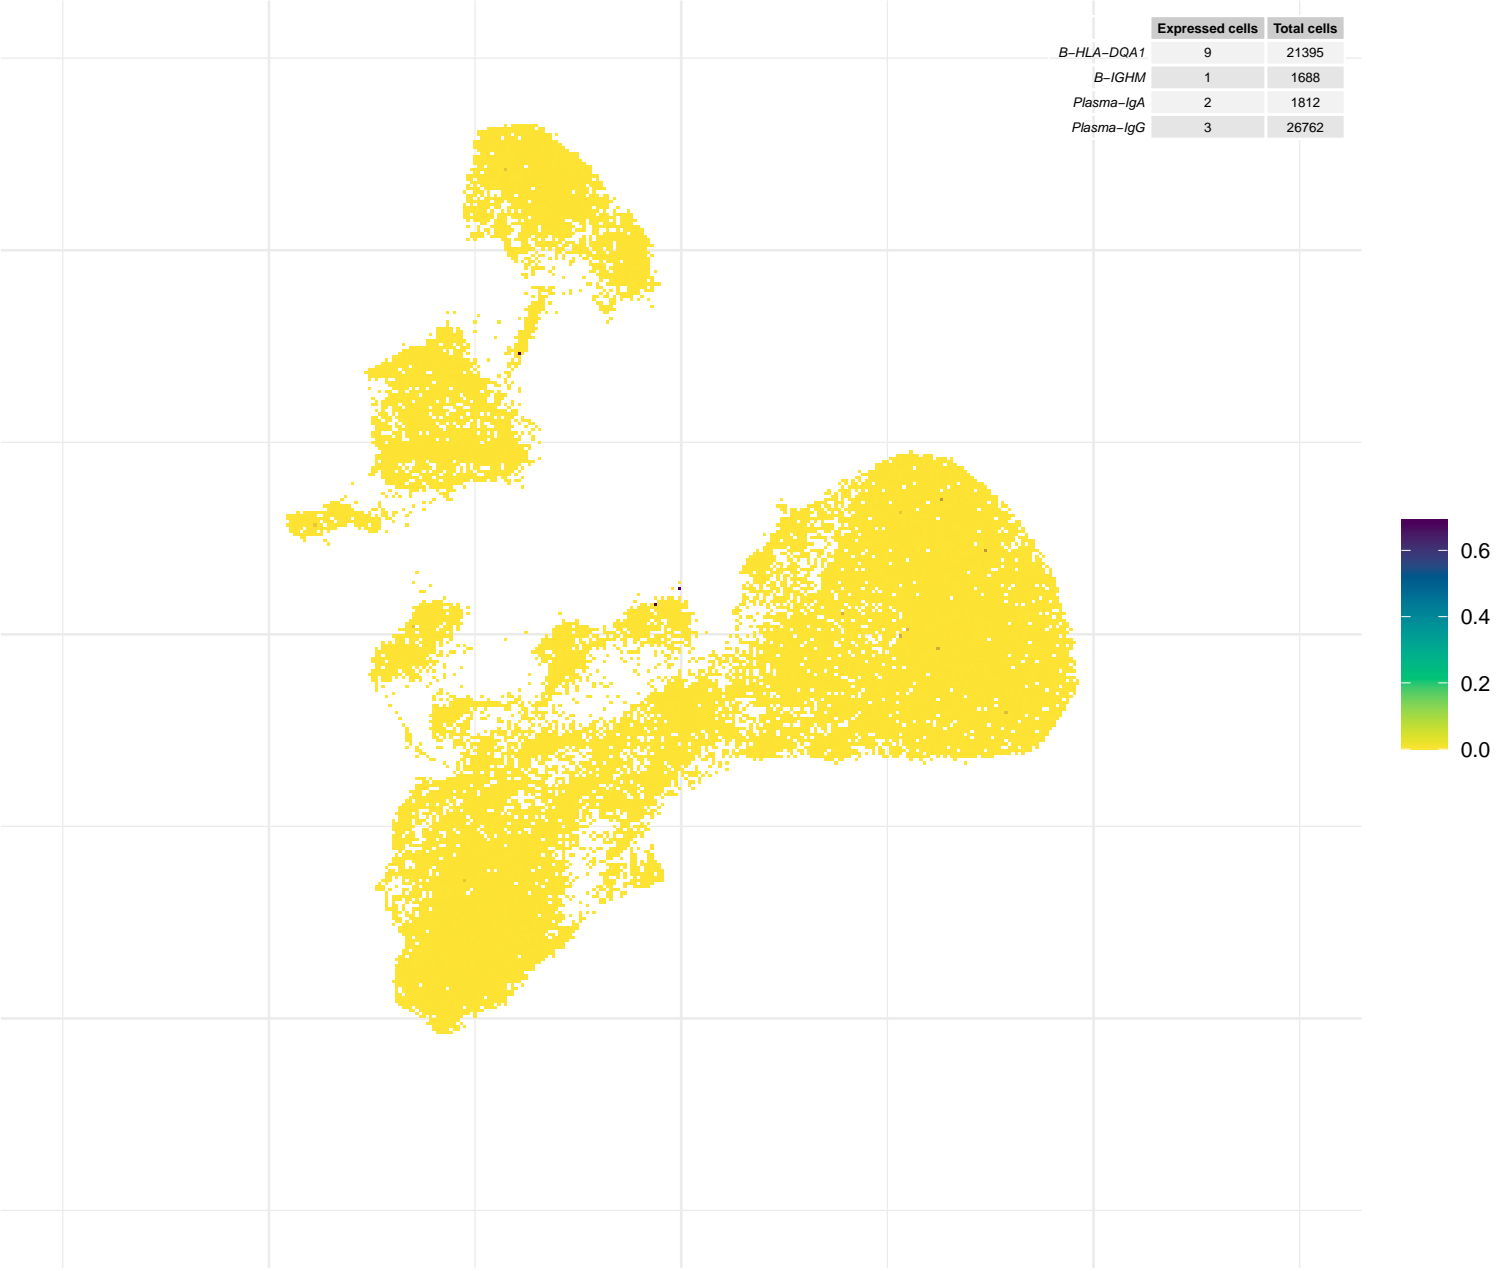 Expressed cells Total cells
B−HLA−DQA1 9 21395
B−IGHM 1 1688
Plasma−IgA 2 1812
Plasma−IgG 3 26762
0.6
0.4
0.2
0.0